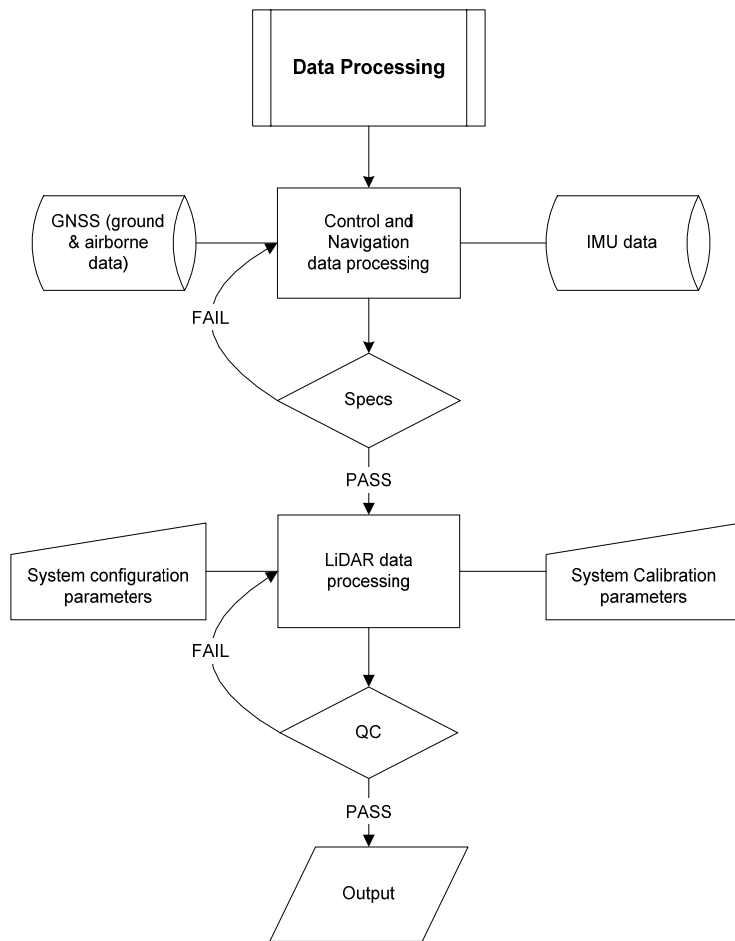 Data Processing
GNSS (ground
& airborne
data)
Control and
Navigation
data processing
IMU data
FAIL
Specs
PASS
System configuration
parameters
LiDAR data
processing
System Calibration
parameters
FAIL
QC
PASS
Output